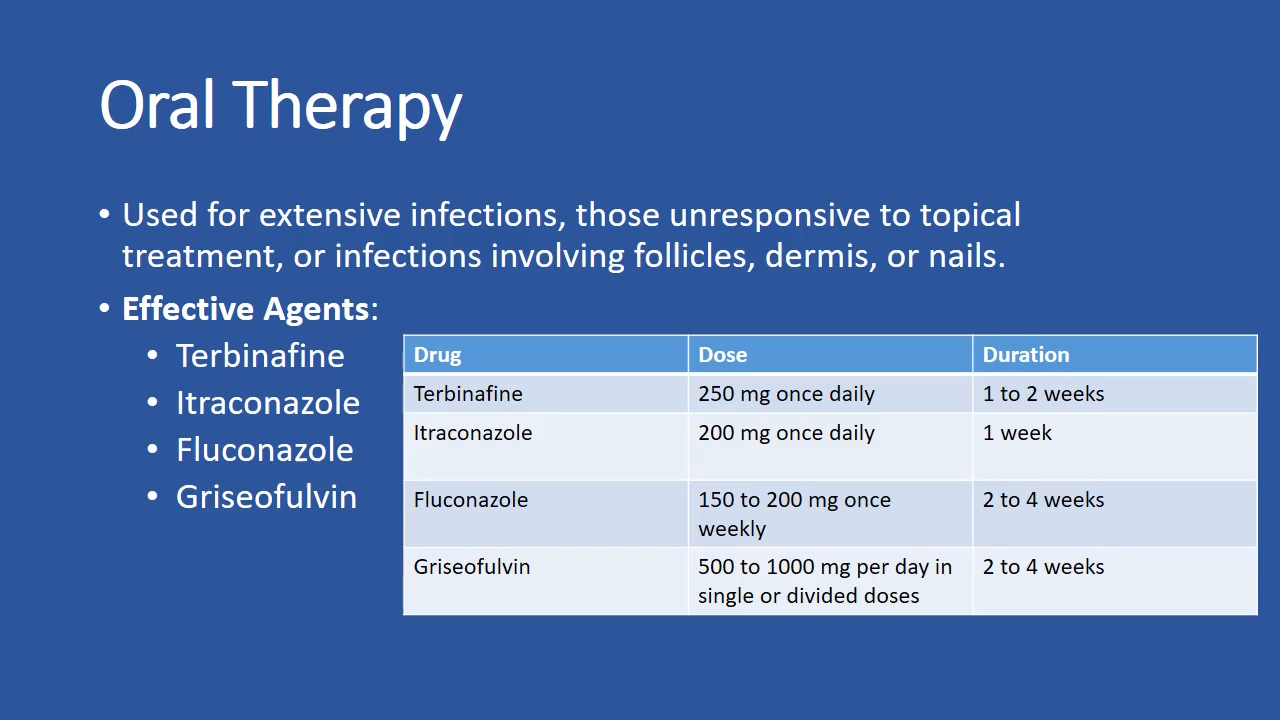 Oral Therapy
• Used for extensive infections, those unresponsive to topical
treatment, or infections involving follicles, dermis, or nails.
• Effective Agents:
• Terbinafine
• Itraconazole
• Fluconazole
• Griseofulvin
Drug Dose Duration
Terbinafine 250 mg once daily 1 to 2 weeks
Itraconazole 200 mg once daily 1 week
Fluconazole 150 to 200 mg once 2 to 4 weeks
weekly
Griseofulvin 500 to 1000 mg per day in 2 to 4 weeks
single or divided doses